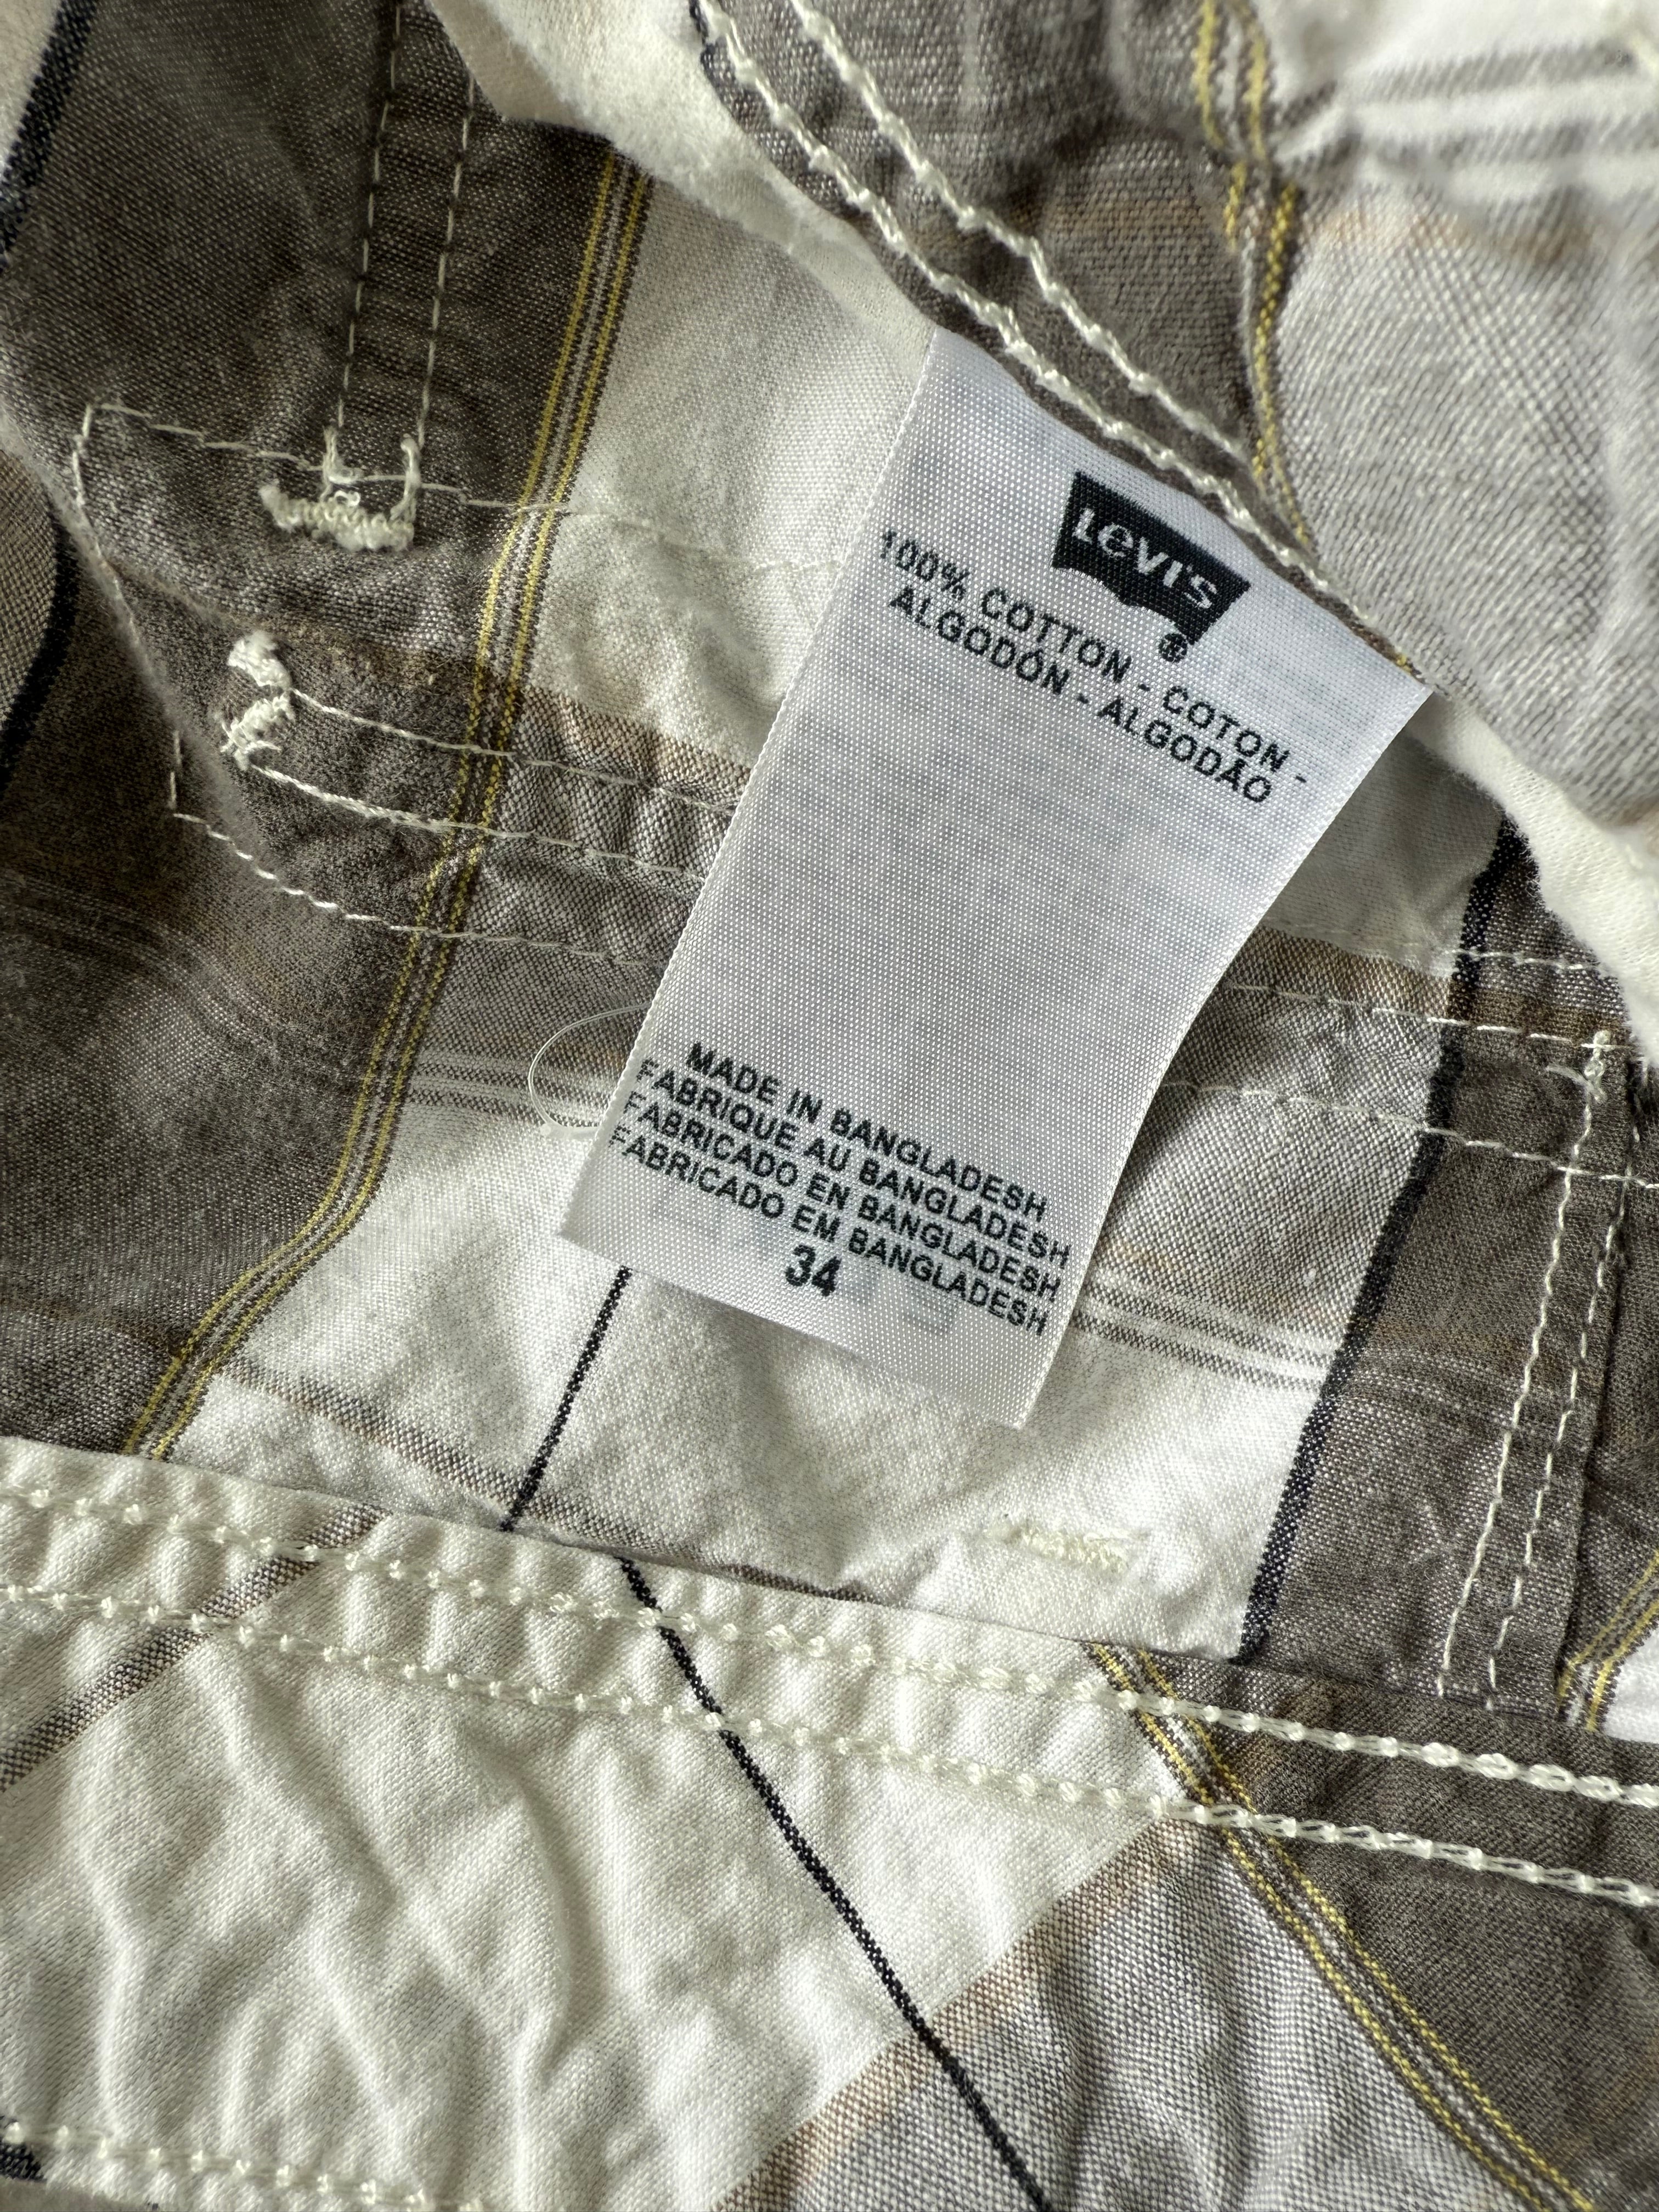 Levi's
®
100% COTTON - COTON -
ALGODÓN - ALGODÃO
MADE IN BANGLADESH
FABRIQUE AU BANGLADESH
FABRICADO EN BANGLADESH
FABRICADO EM BANGLADESH
34